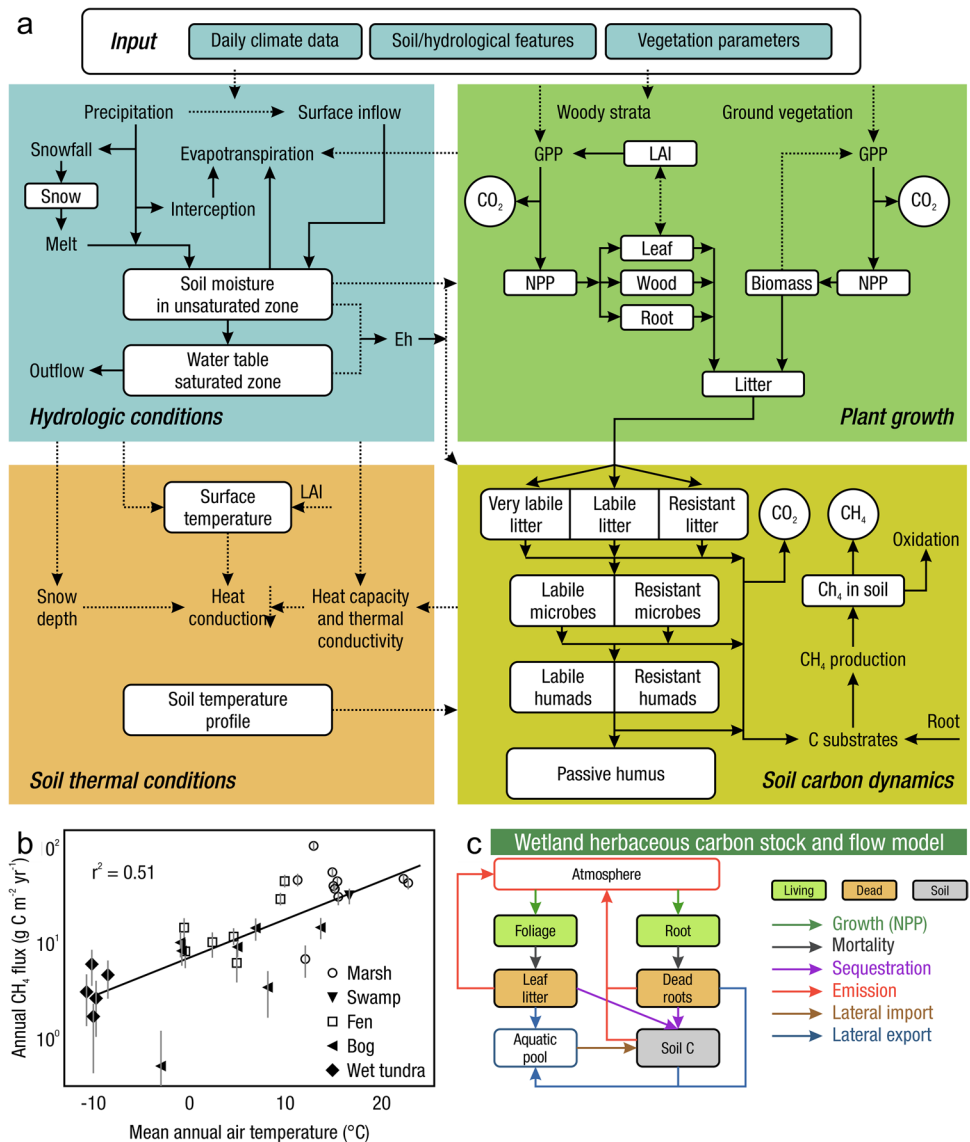 a
Input
Daily climate data
Soil/hydrological features
Vegetation parameters
Precipitation
Surface inflow
Snowfall
Evapotranspiration
Snow
Interception
Melt
Soil moisture
in unsaturated zone
Eh
Water table
saturated zone
Outflow
Hydrologic conditions
Woody strata
Ground vegetation
GPP
LAI
GPP
CO2
CO2
Leaf
NPP
Wood
Biomass
NPP
Root
Litter
Plant growth
Surface
temperature
LAI
Snow
depth
Heat
conduction
Heat capacity
and thermal
conductivity
Soil temperature
profile
Soil thermal conditions
Very labile
litter
Labile
litter
Resistant
litter
CO2
CH4
Oxidation
Labile
microbes
Resistant
microbes
Ch4 in soil
CH4 production
Labile
humads
Resistant
humads
Root
C substrates
Passive humus
Soil carbon dynamics
b
Annual CH4 flux (g C m-2 yr-1)
0^2
10^1
10^0
r2 = 0.51
Marsh
Swamp
Fen
Bog
Wet tundra
-10
0
10
20
Mean annual air temperature (°C)
c
Wetland herbaceous carbon stock and flow model
Atmosphere
Foliage
Root
Leaf
litter
Dead
roots
Aquatic
pool
Soil C
Living
Dead
Soil
Growth (NPP)
Mortality
Sequestration
Emission
Lateral import
Lateral export